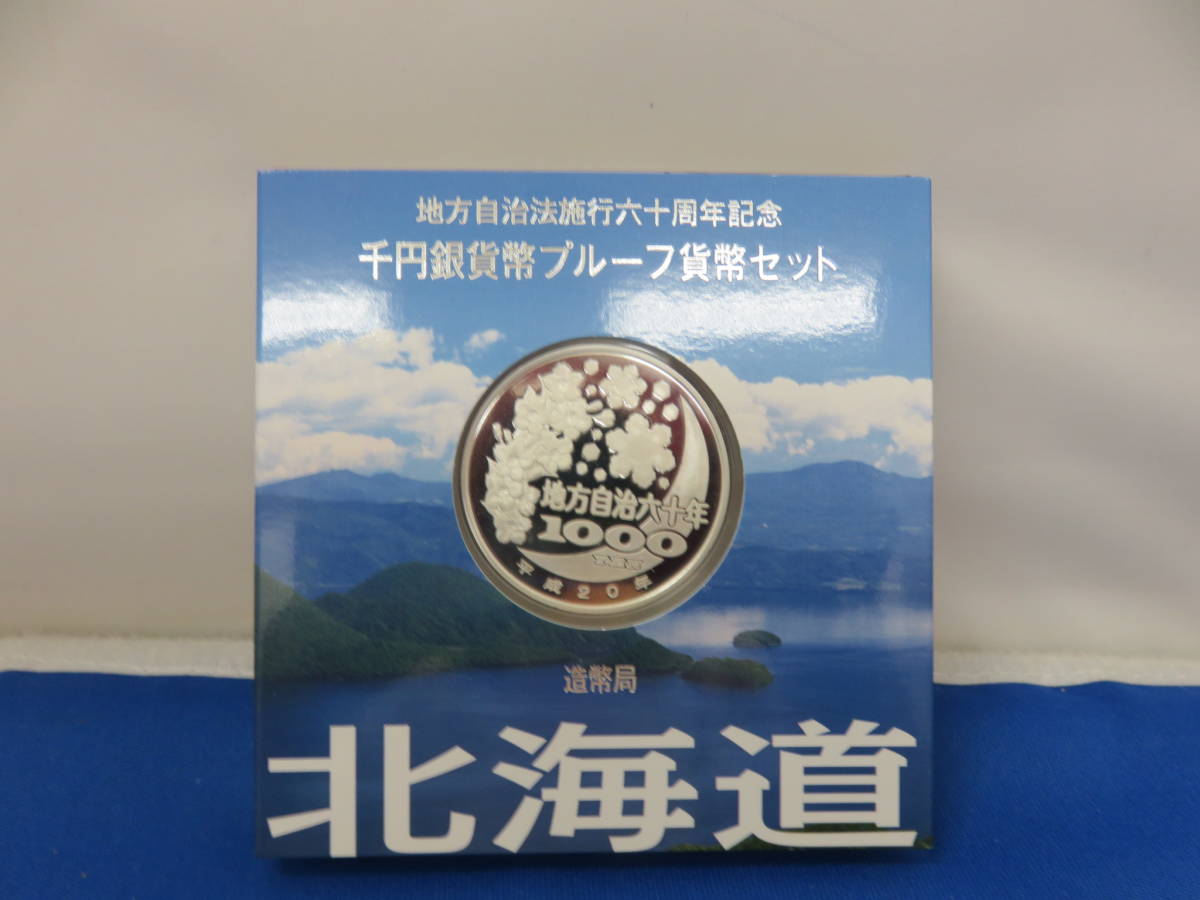 地方自治法施行六十周年記念
千円銀貨幣プルーフ貨幣セット
地方自治六十年
1000
平成20年
造幣局
北海道